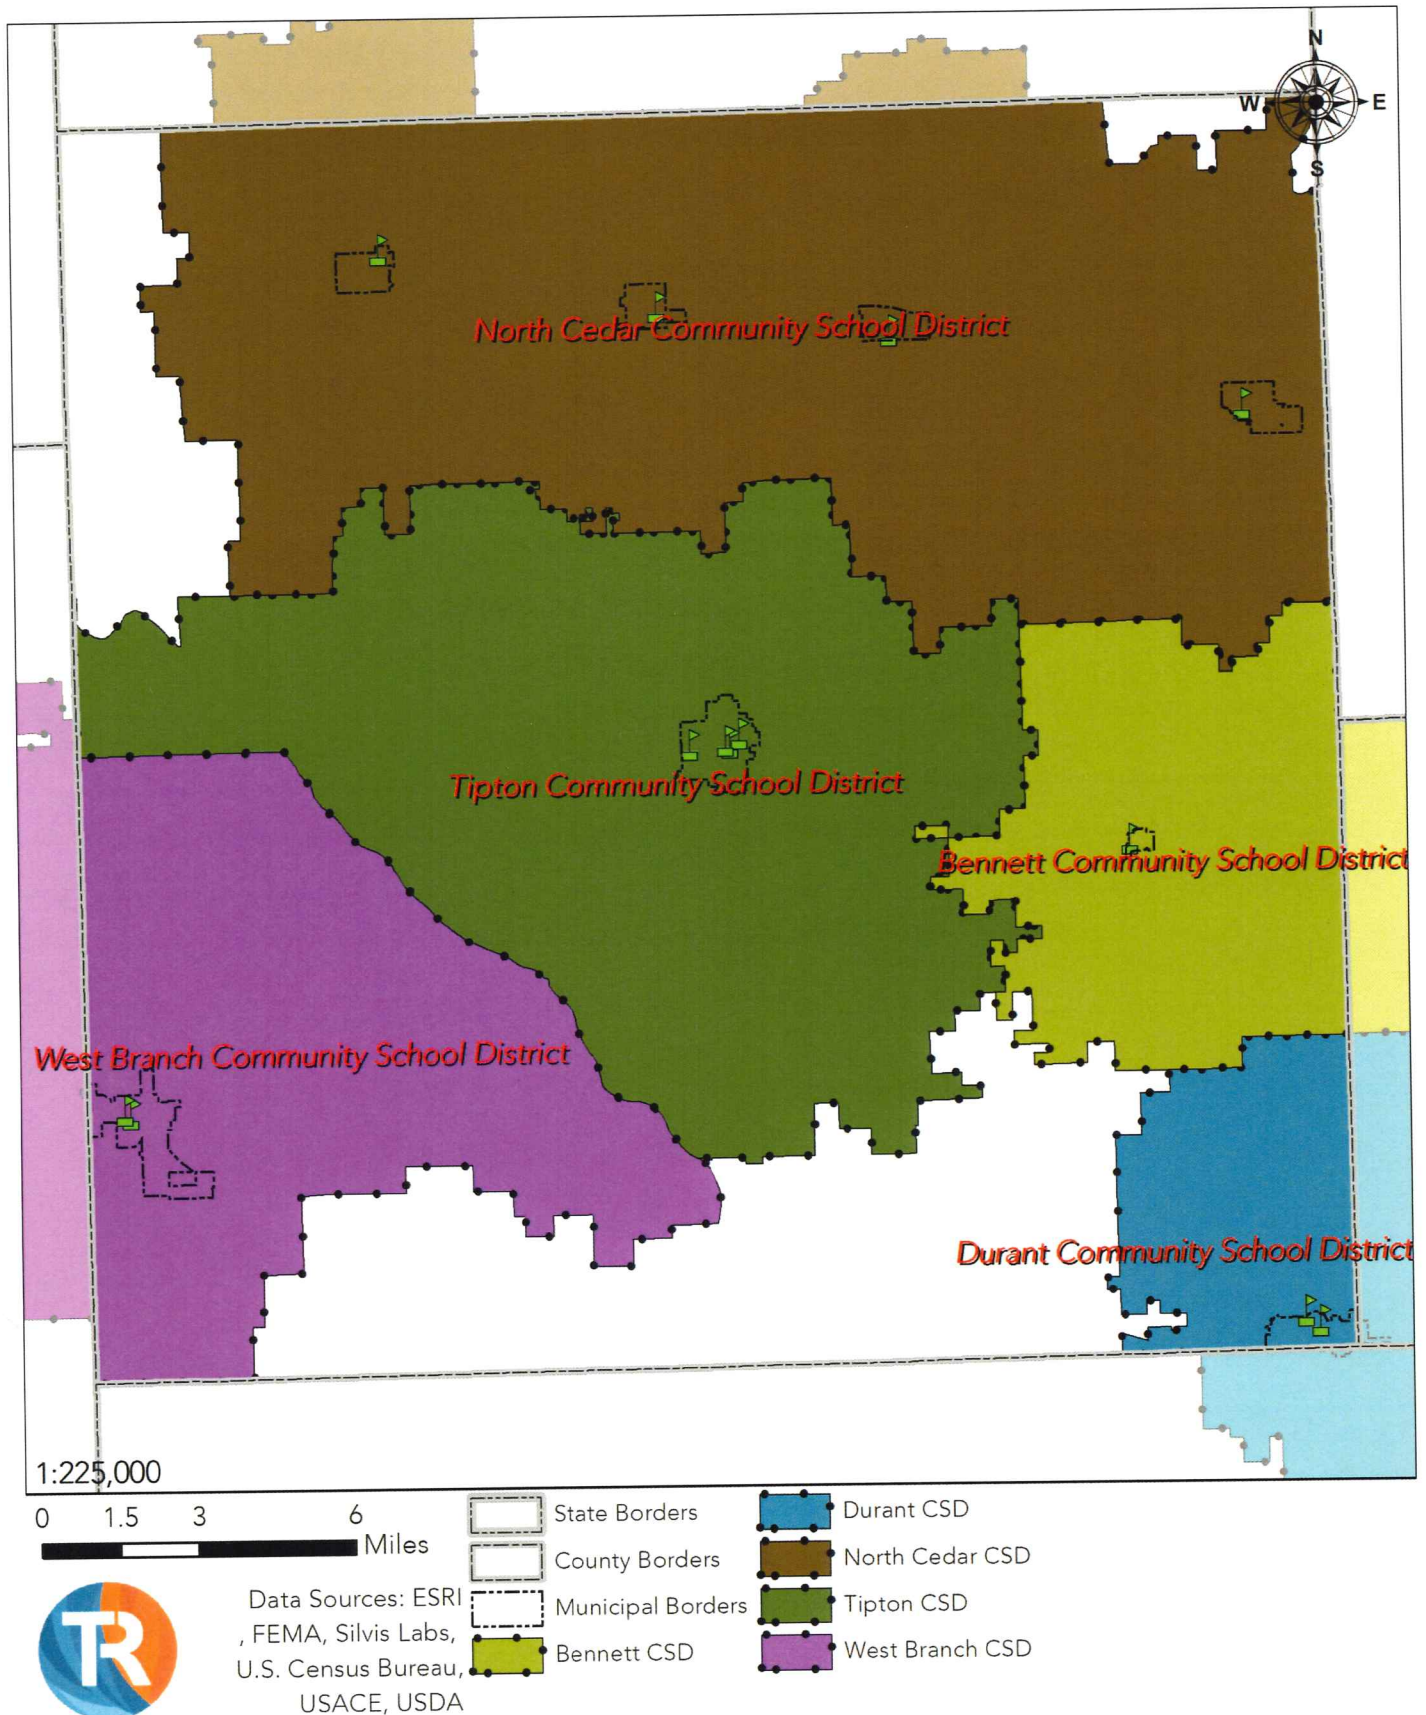 N
W E
S
North Cedar Community School District
Tipton Community School District
Bennett Community School District
West Branch Community School District
Durant Community School District
1:225,000
0 1.5 3 6
Miles
Data Sources: ESRI
, FEMA, Silvis Labs,
U.S. Census Bureau,
USACE, USDA
TR
State Borders
County Borders
Municipal Borders
Bennett CSD
Durant CSD
North Cedar CSD
Tipton CSD
West Branch CSD